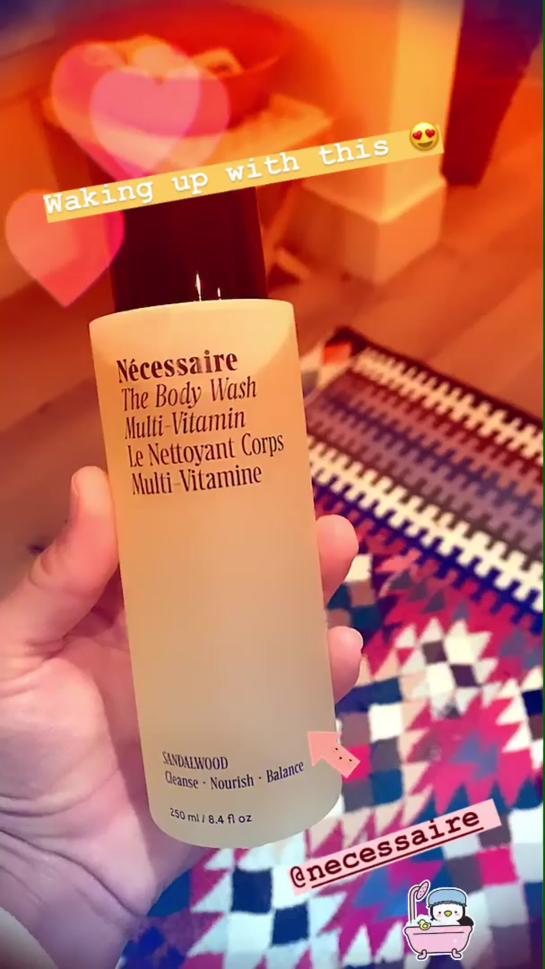 Waking up with this 😍
Nécessaire
The Body Wash
Multi-Vitamin
Le Nettoyant Corps
Multi-Vitamine
SANDALWOOD
Cleanse · Nourish · Balance
250 ml / 8.4 fl oz
@necessaire